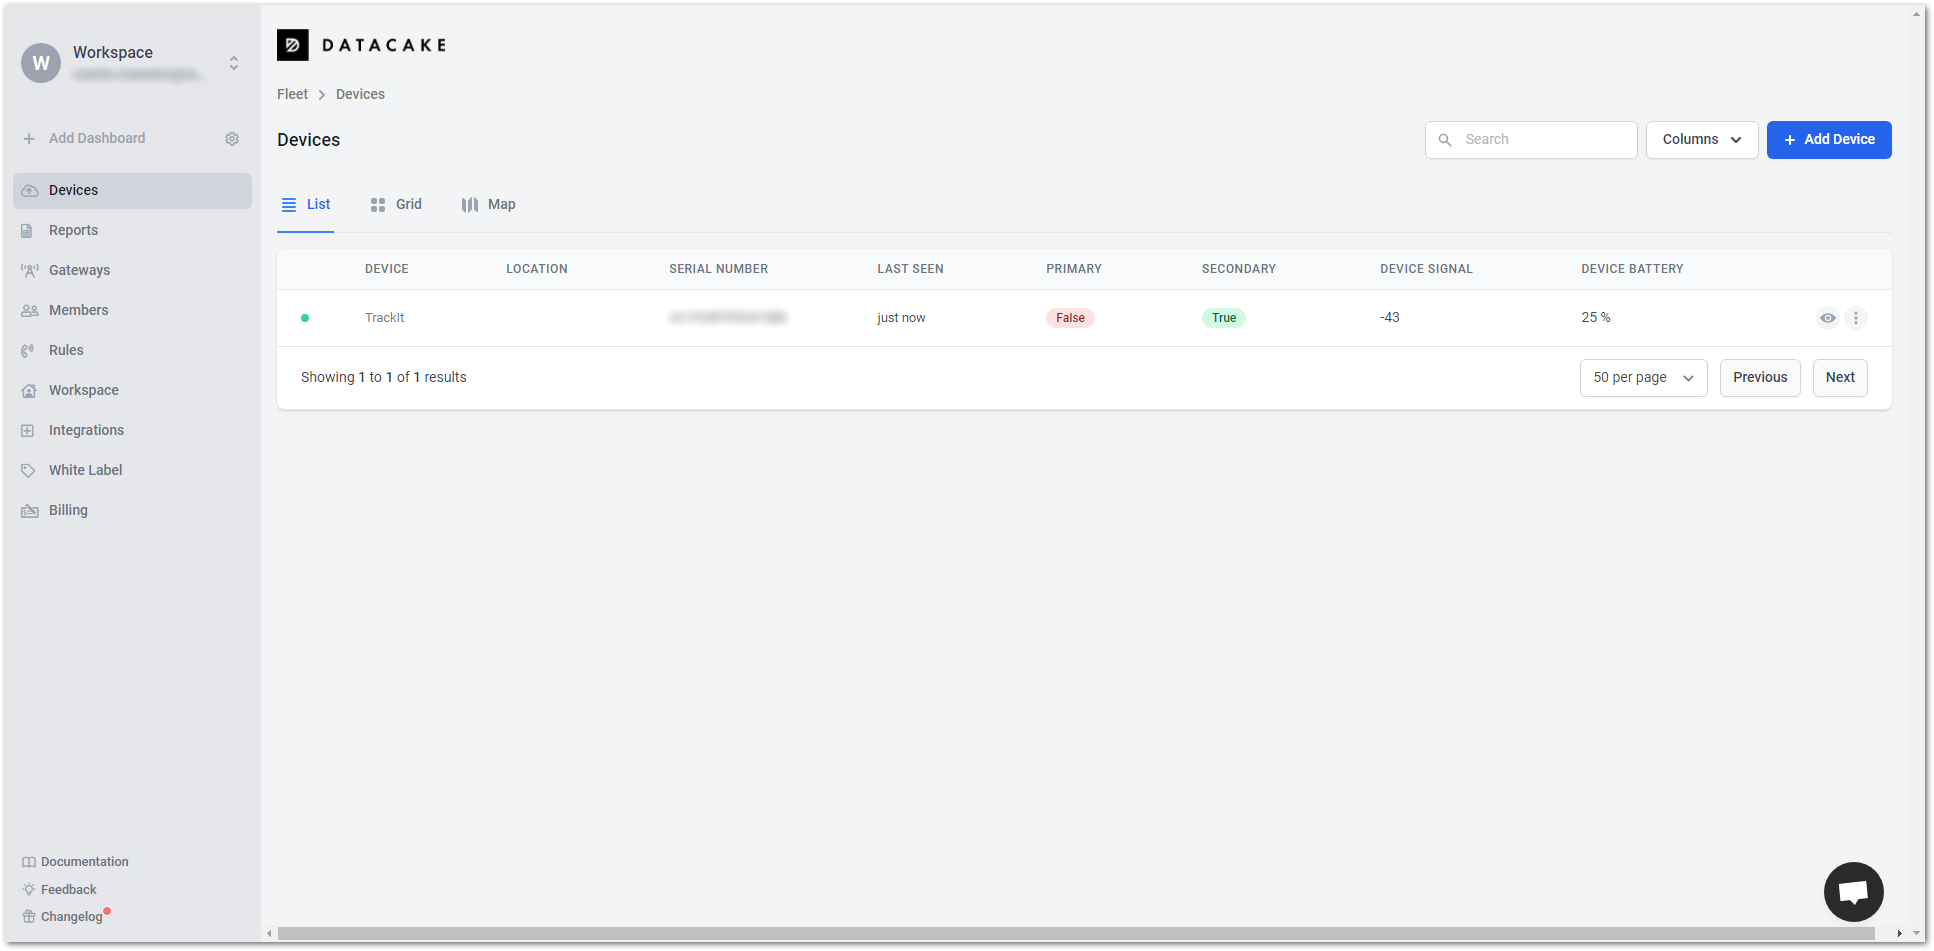 W
Workspace
Add Dashboard
Devices
Reports
Gateways
Members
Rules
Workspace
Integrations
White Label
Billing
Documentation
Feedback
Changelog
DATACAKE
Fleet > Devices
Devices
Search
Columns
+ Add Device
List
Grid
Map
DEVICE LOCATION SERIAL NUMBER LAST SEEN PRIMARY SECONDARY DEVICE SIGNAL DEVICE BATTERY
TrackIt just now False True -43 25 %
Showing 1 to 1 of 1 results
50 per page
Previous
Next